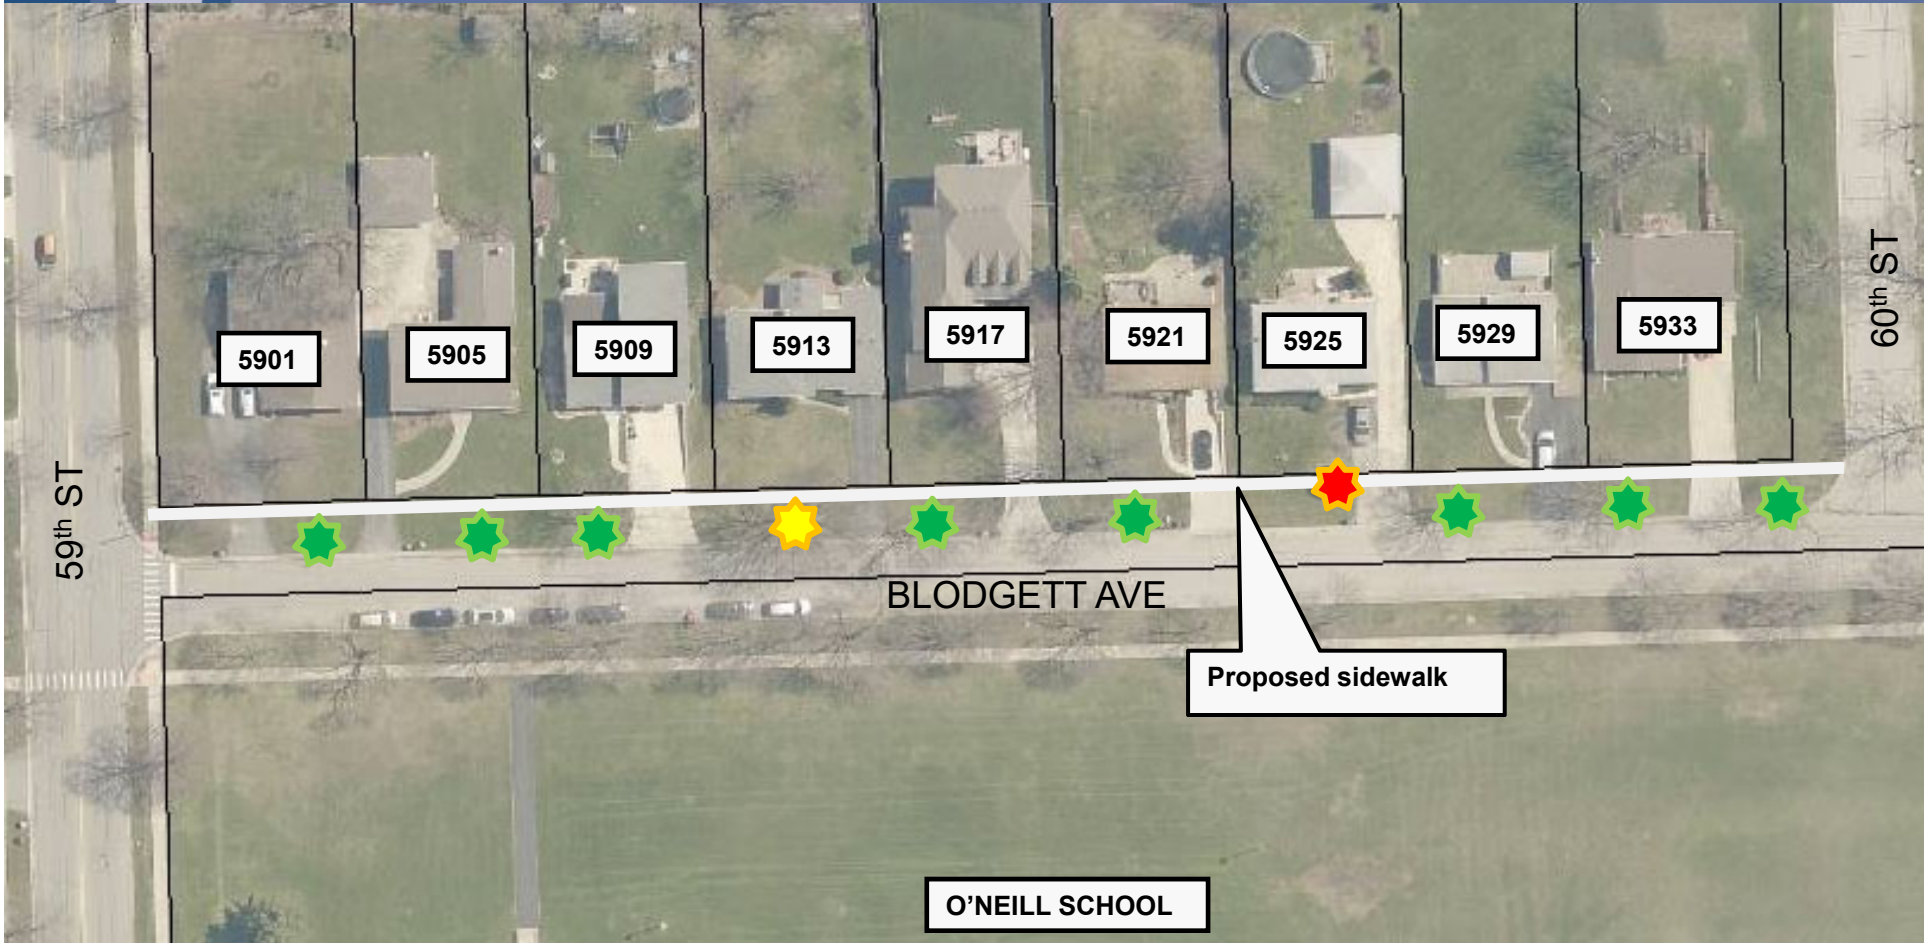 5901
5905
5909
5913
5917
5921
5925
5929
5933
59th ST
60th ST
BLODGETT AVE
Proposed sidewalk
O'NEILL SCHOOL